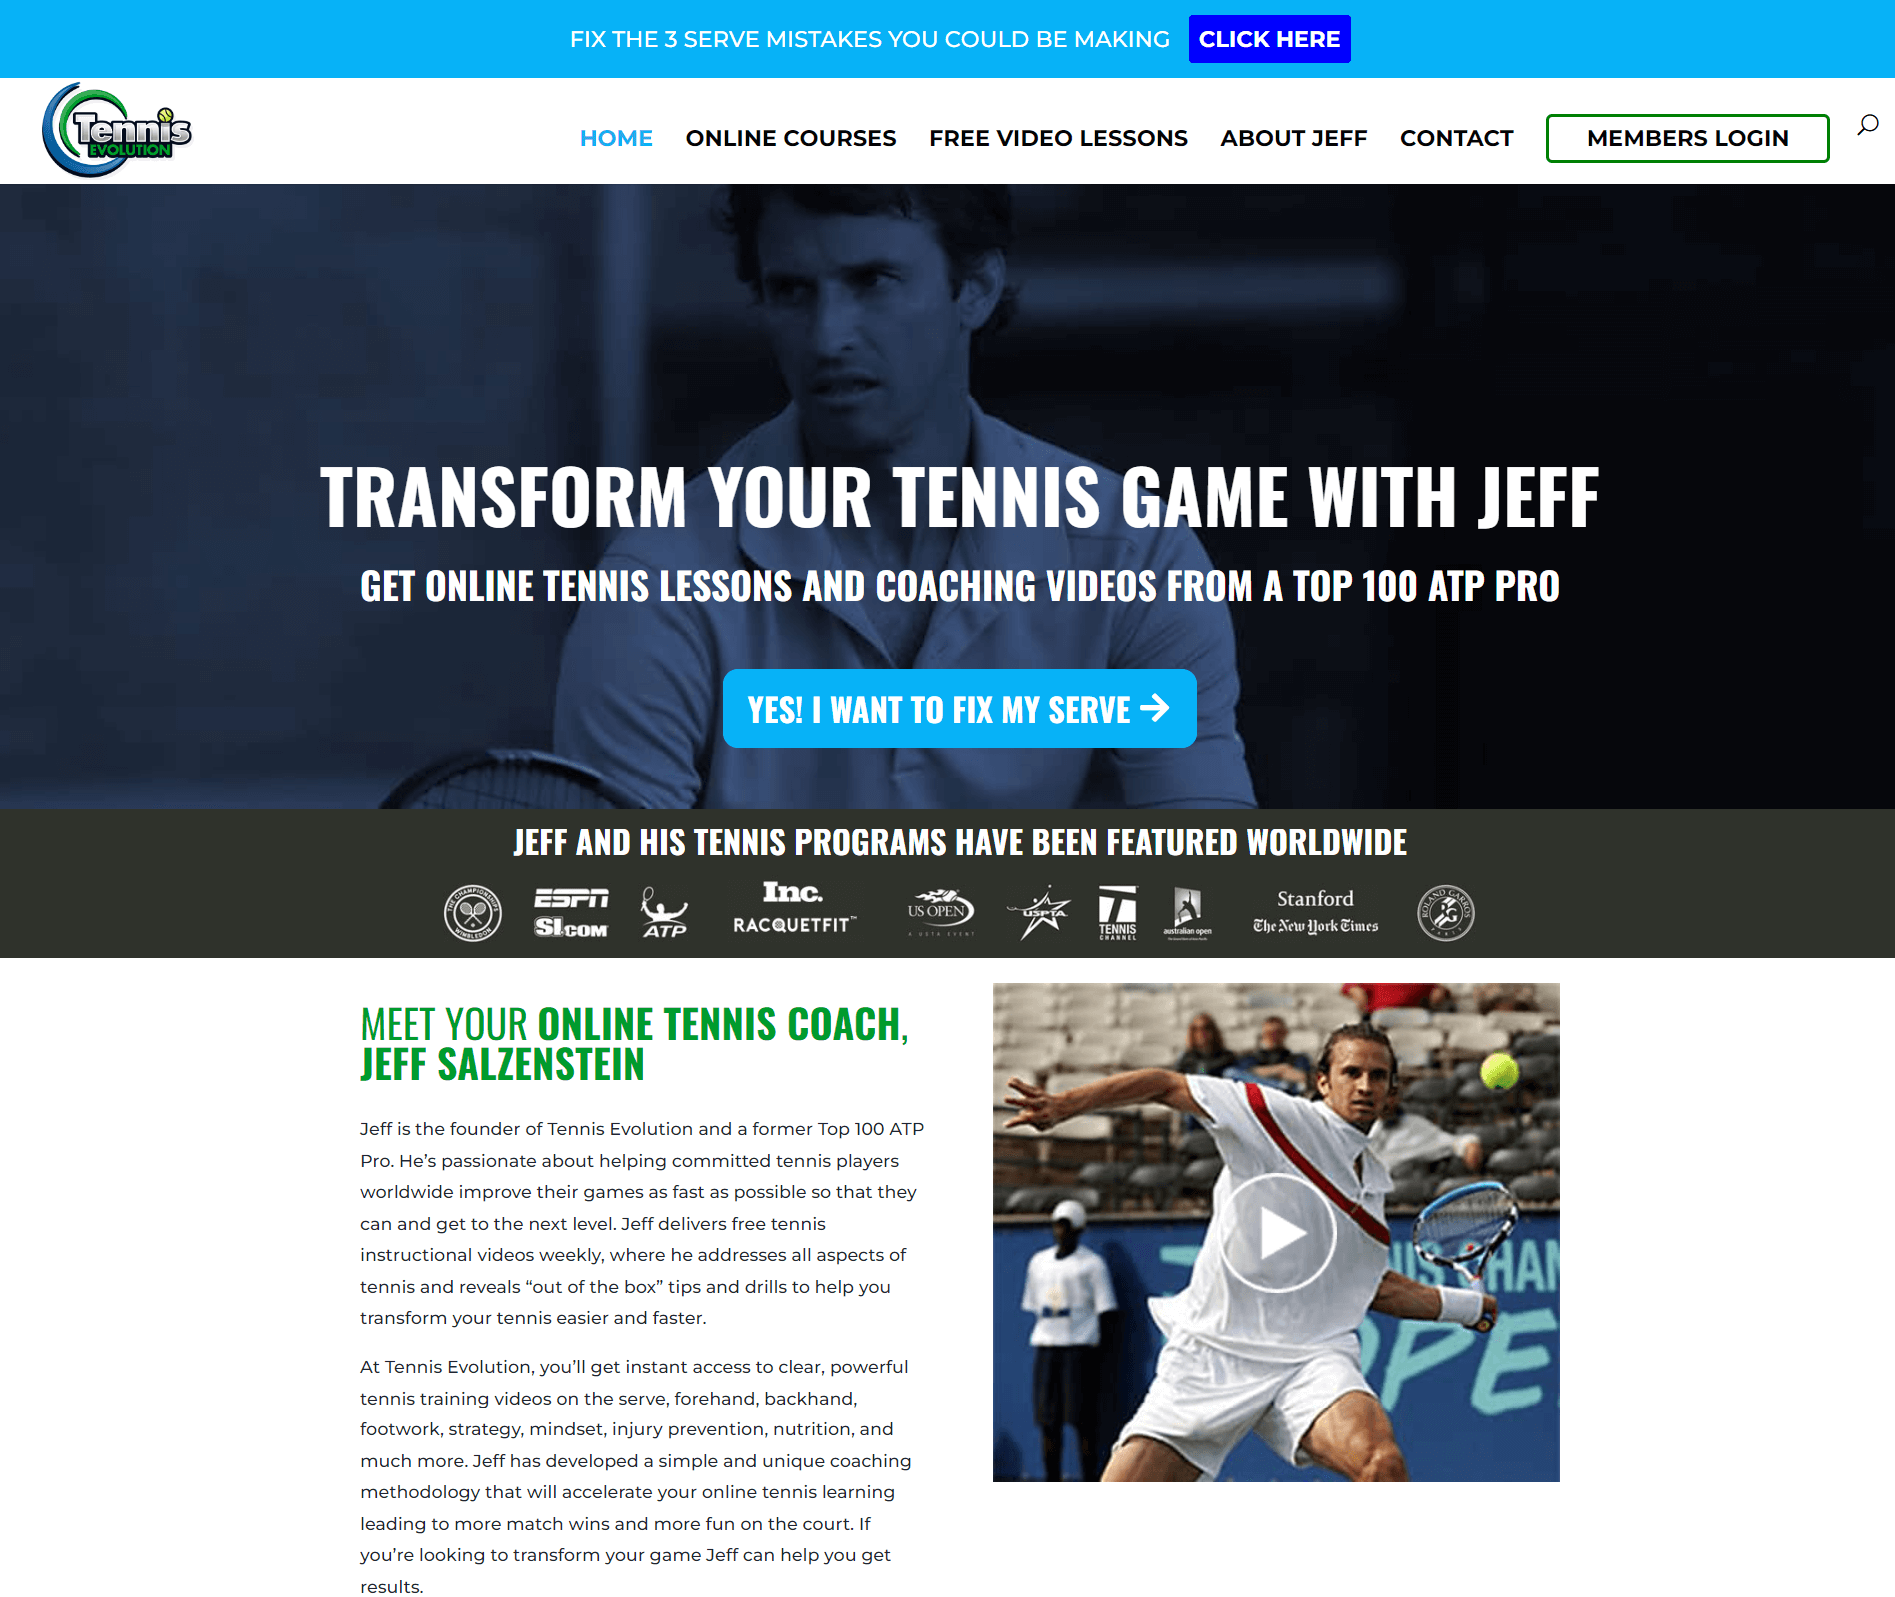 FIX THE 3 SERVE MISTAKES YOU COULD BE MAKING CLICK HERE
Tennis
EVOLUTION
HOME ONLINE COURSES FREE VIDEO LESSONS ABOUT JEFF CONTACT MEMBERS LOGIN
TRANSFORM YOUR TENNIS GAME WITH JEFF
GET ONLINE TENNIS LESSONS AND COACHING VIDEOS FROM A TOP 100 ATP PRO
YES! I WANT TO FIX MY SERVE
JEFF AND HIS TENNIS PROGRAMS HAVE BEEN FEATURED WORLDWIDE
THE CHAMPIONSHIPS
WIMBLEDON
ESPN
SI.COM
ATP
Inc.
RACQUETFIT™
US OPEN
A USTA EVENT
USPTA
TENNIS
CHANNEL
australian open
Stanford
The New York Times
ROLAND GARROS
PARIS
MEET YOUR ONLINE TENNIS COACH,
JEFF SALZENSTEIN
Jeff is the founder of Tennis Evolution and a former Top 100 ATP
Pro. He’s passionate about helping committed tennis players
worldwide improve their games as fast as possible so that they
can and get to the next level. Jeff delivers free tennis
instructional videos weekly, where he addresses all aspects of
tennis and reveals “out of the box” tips and drills to help you
transform your tennis easier and faster.
At Tennis Evolution, you’ll get instant access to clear, powerful
tennis training videos on the serve, forehand, backhand,
footwork, strategy, mindset, injury prevention, nutrition, and
much more. Jeff has developed a simple and unique coaching
methodology that will accelerate your online tennis learning
leading to more match wins and more fun on the court. If
you’re looking to transform your game Jeff can help you get
results.